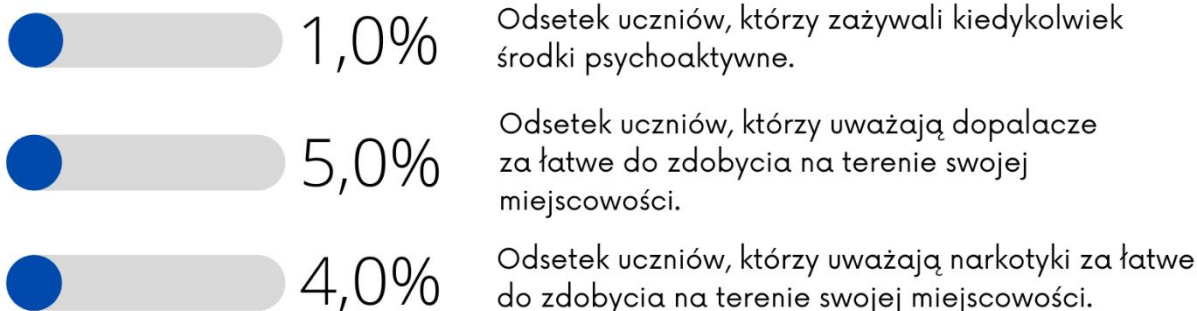 1,0%
Odsetek uczniów, którzy zażywali kiedykolwiek
środki psychoaktywne.
5,0%
Odsetek uczniów, którzy uważają dopalacze
za łatwe do zdobycia na terenie swojej
miejscowości.
4,0%
Odsetek uczniów, którzy uważają narkotyki za łatwe
do zdobycia na terenie swojej miejscowości.